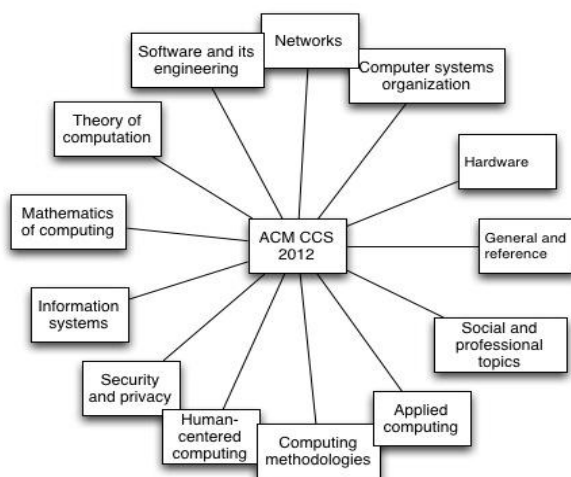 Networks
Software and its
engineering
Computer systems
organization
Theory of
computation
Hardware
Mathematics
of computing
ACM CCS
2012
General and
reference
Information
systems
Social and
professional
topics
Security
and privacy
Applied
computing
Human-
centered
computing
Computing
methodologies